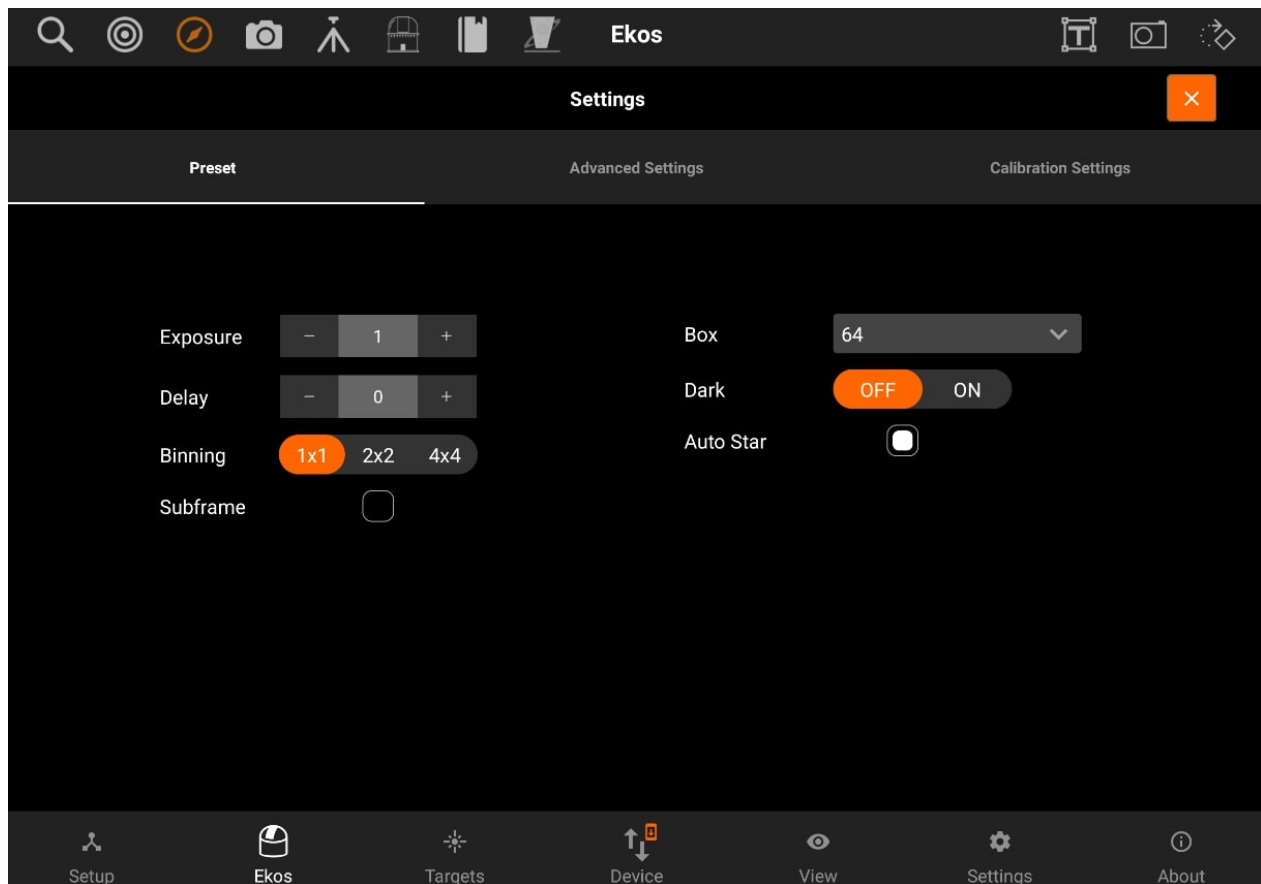 Ekos
T
Settings
×
Preset Advanced Settings Calibration Settings
Exposure − 1 +
Delay − 0 +
Binning 1x1 2x2 4x4
Subframe
Box 64
Dark OFF ON
Auto Star
Setup Ekos Targets Device View Settings About